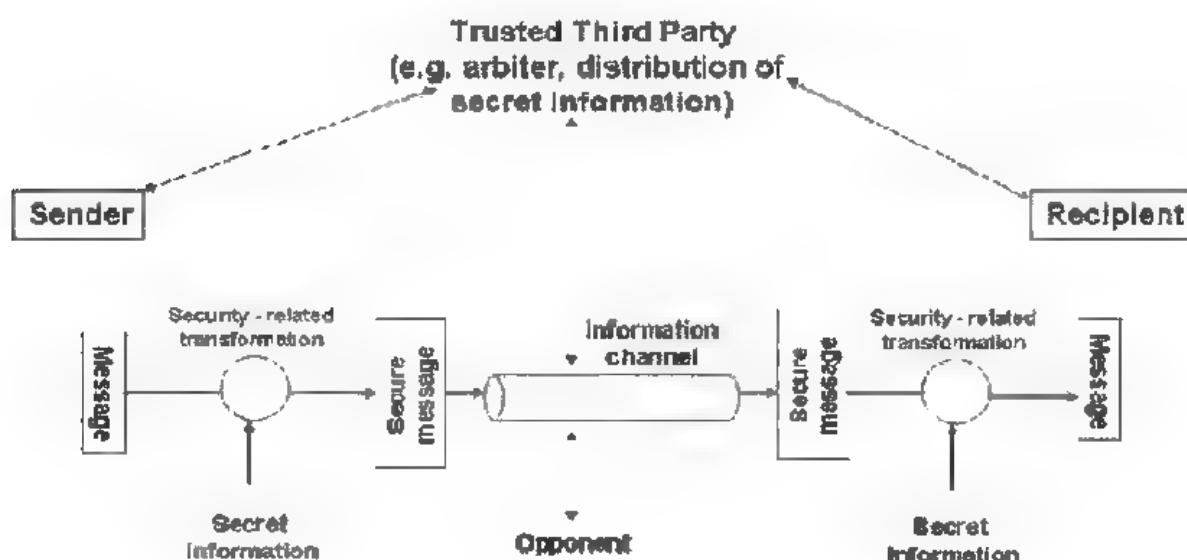 Trusted Third Party
(e.g. arbiter, distribution of
secret information)
Sender
Recipient
Security - related
transformation
Information
channel
Security - related
transformation
Message
Secure
message
Secure
message
Message
Secret
information
Opponent
Secret
information